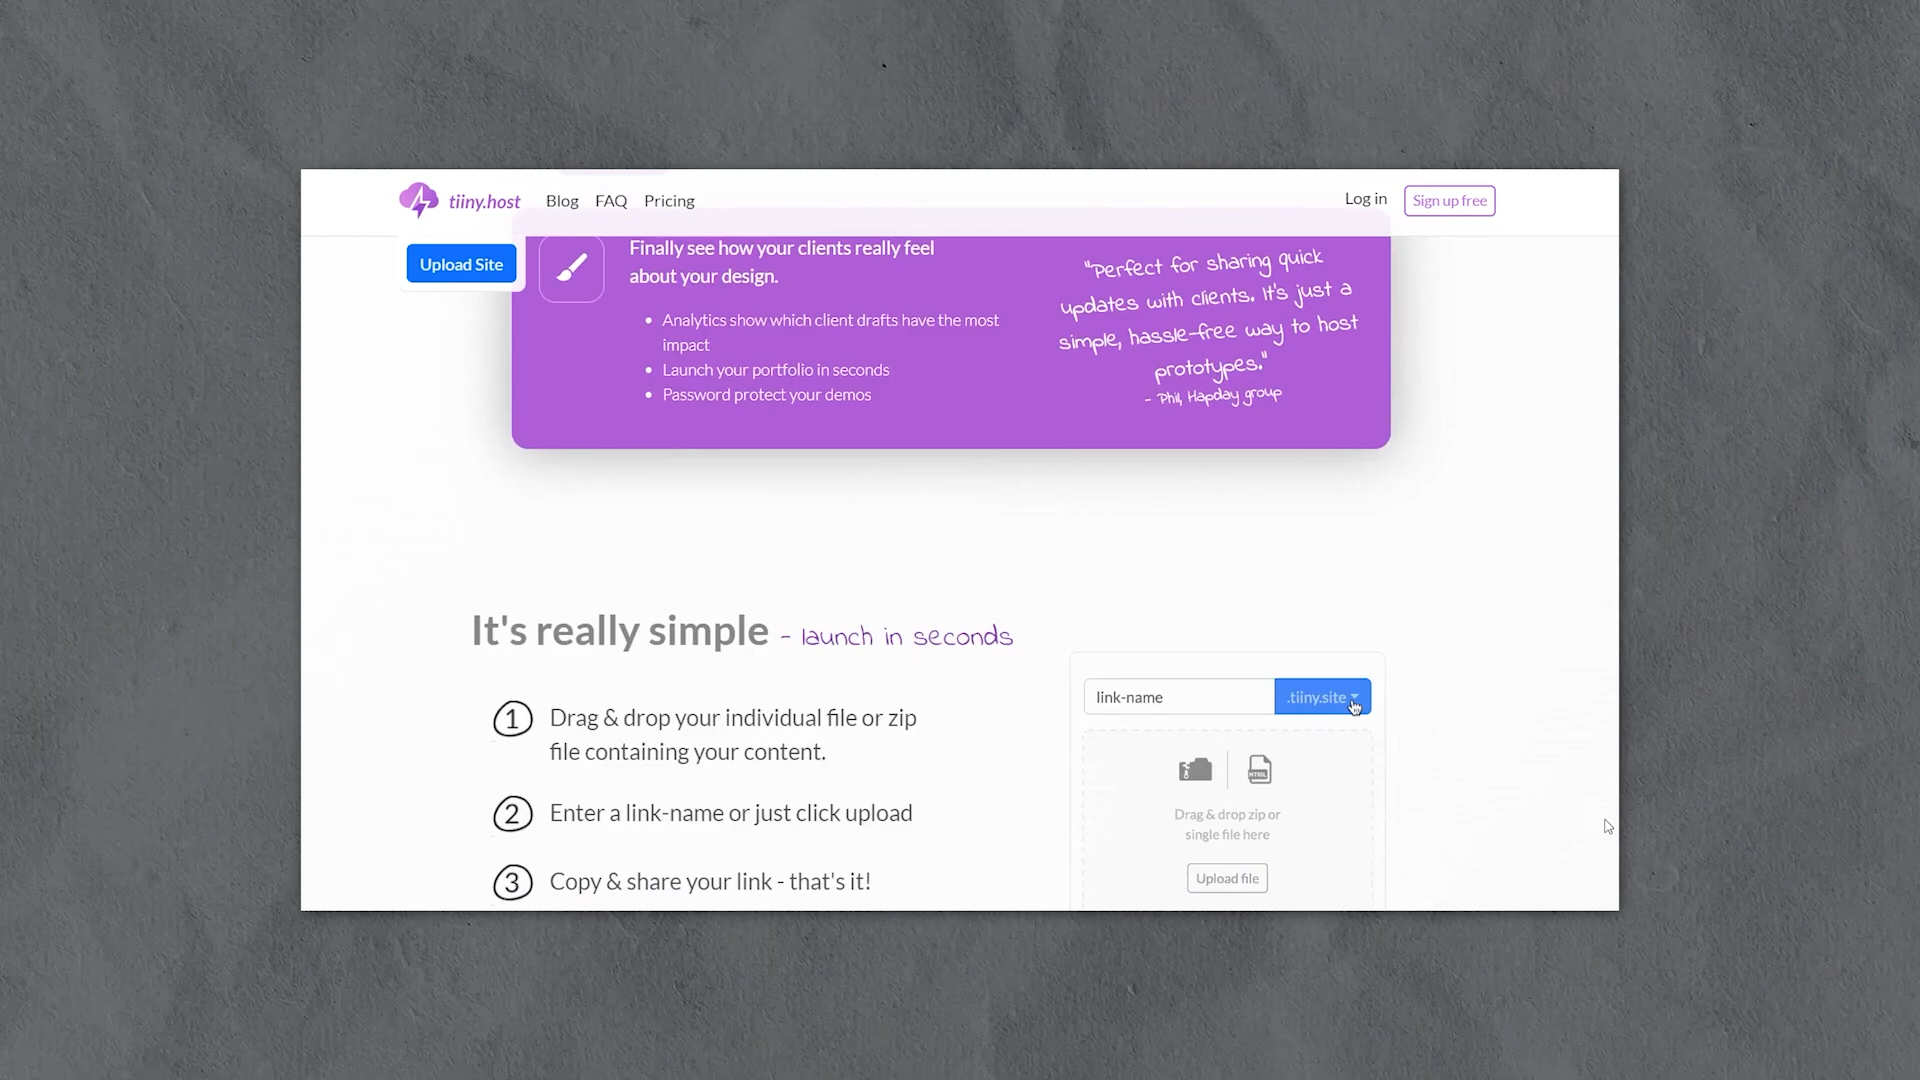 tiiny.host Blog FAQ Pricing Log in Sign up free
Upload Site
Finally see how your clients really feel
about your design.
• Analytics show which client drafts have the most
impact
• Launch your portfolio in seconds
• Password protect your demos
"Perfect for sharing quick
updates with clients. It's just a
simple, hassle-free way to host
prototypes."
- Phil, Hapday group
It's really simple - launch in seconds
1 Drag & drop your individual file or zip
file containing your content.
2 Enter a link-name or just click upload
3 Copy & share your link - that's it!
link-name .tiiny.site
HTML
Drag & drop zip or
single file here
Upload file